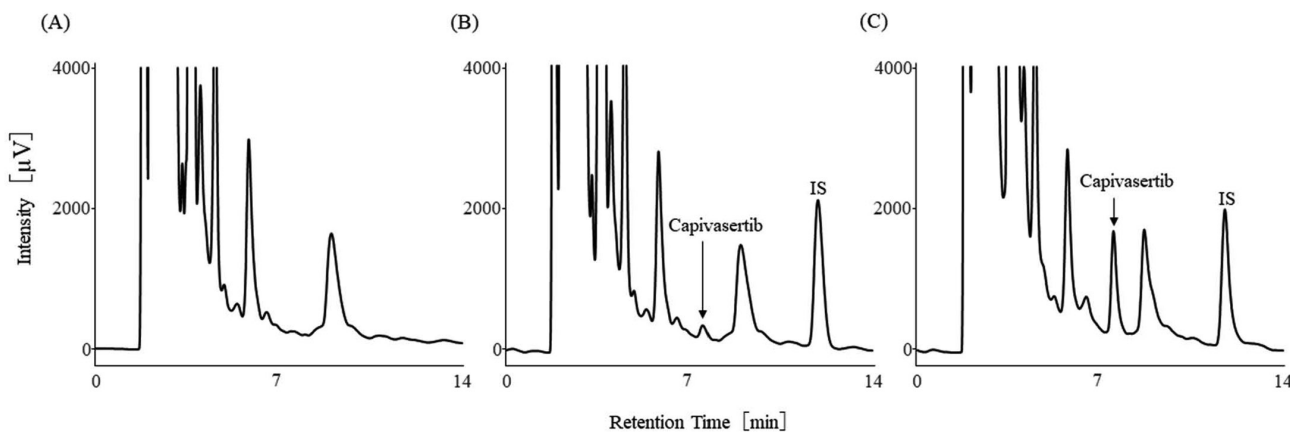 (A)
(B)
(C)
Intensity [μV]
4000
2000
0
0
7
14
4000
2000
0
Capivasertib
IS
0
7
14
4000
2000
0
Capivasertib
IS
0
7
14
Retention Time [min]